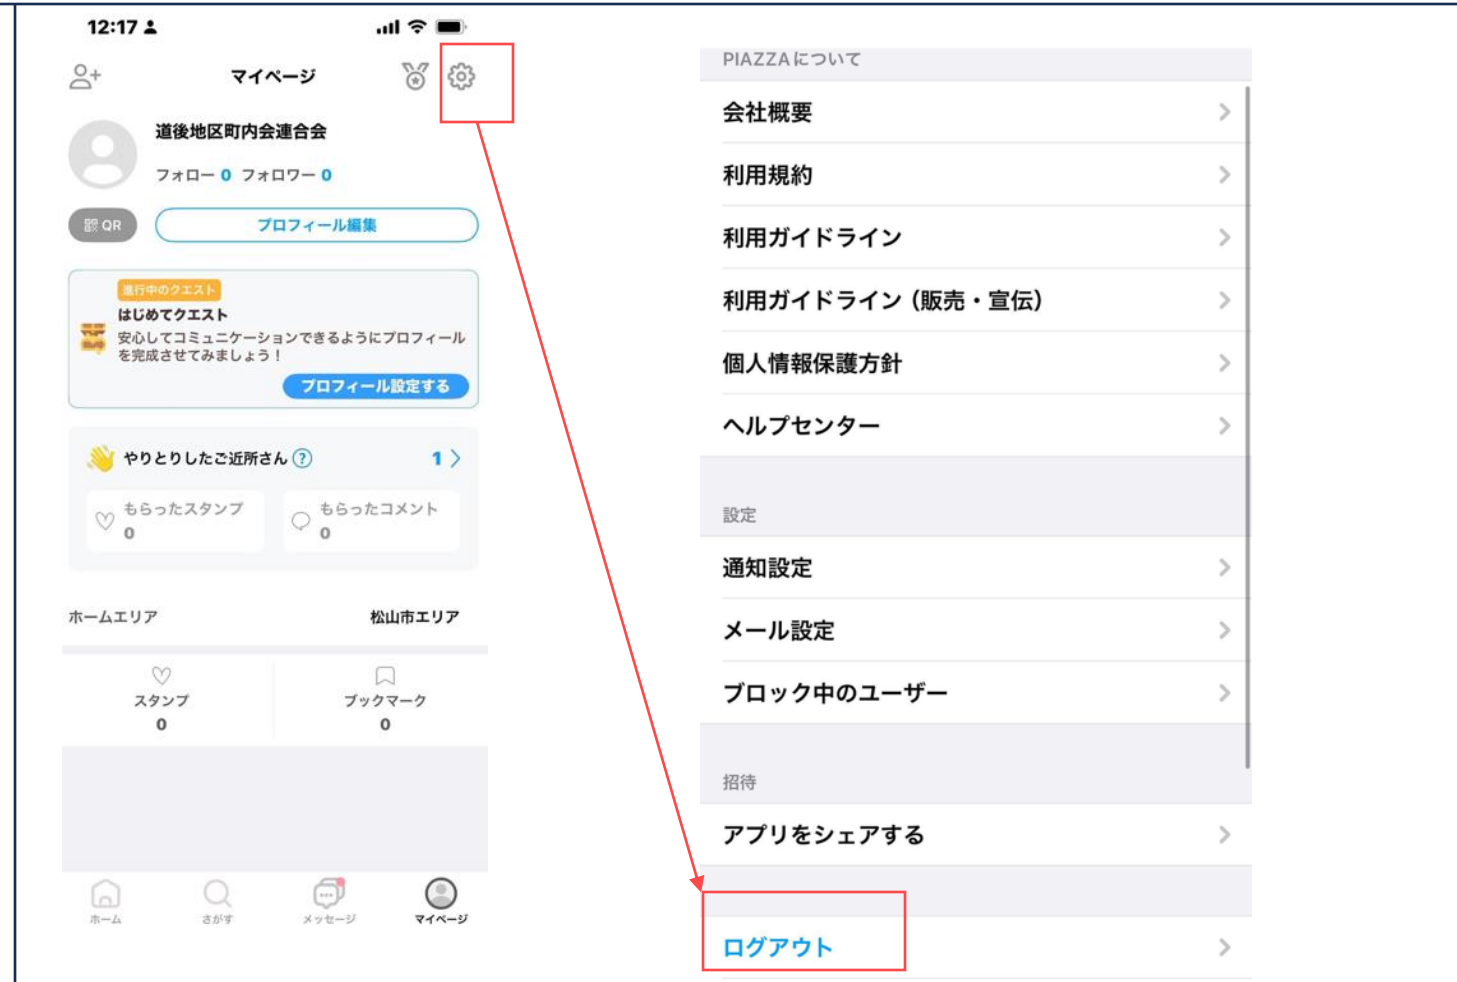 12:17
マイページ
道後地区町内会連合会
フォロー 0 フォロワー 0
QR
プロフィール編集
進行中のクエスト
はじめてクエスト
安心してコミュニケーションできるようにプロフィール
を完成させてみましょう！
プロフィール設定する
やりとりしたご近所さん ?
1
もらったスタンプ
0
もらったコメント
0
ホームエリア
松山市エリア
スタンプ
0
ブックマーク
0
ホーム
さがす
メッセージ
マイページ
PIAZZAについて
会社概要
利用規約
利用ガイドライン
利用ガイドライン（販売・宣伝）
個人情報保護方針
ヘルプセンター
設定
通知設定
メール設定
ブロック中のユーザー
招待
アプリをシェアする
ログアウト